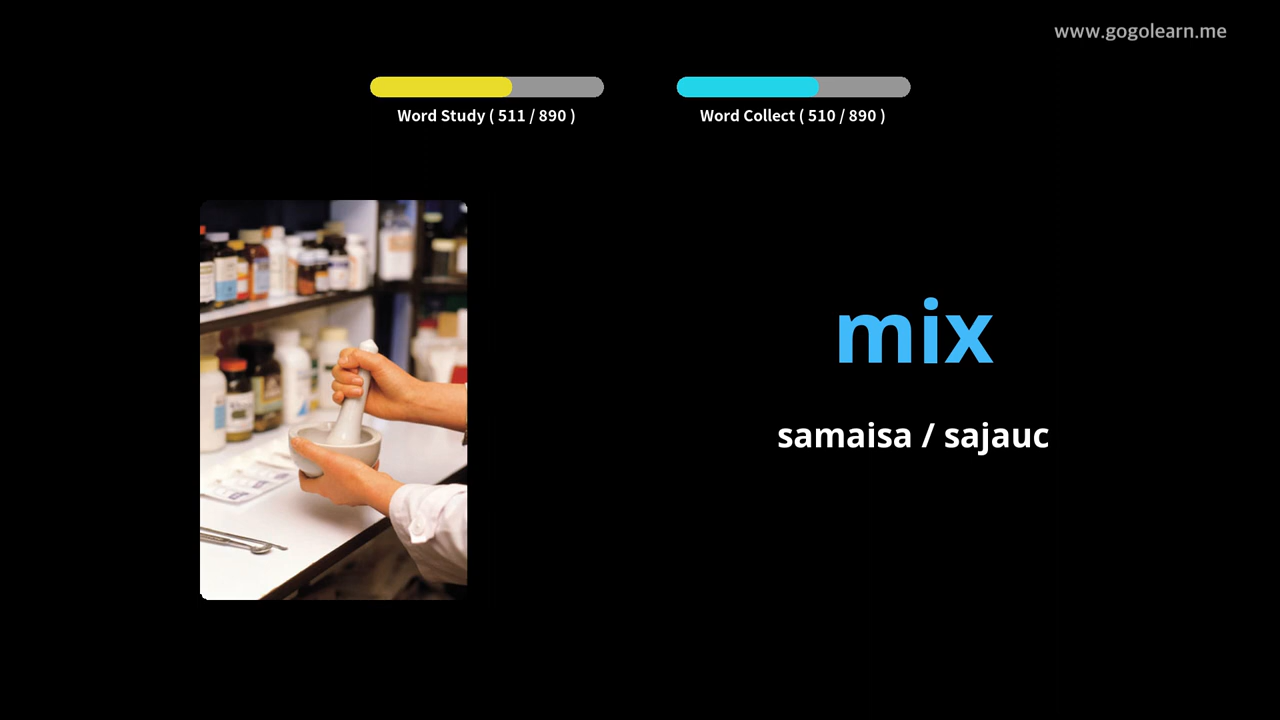 www.gogolearn.me
Word Study ( 511 / 890 )
Word Collect ( 510 / 890 )
mix
samaisa / sajauc